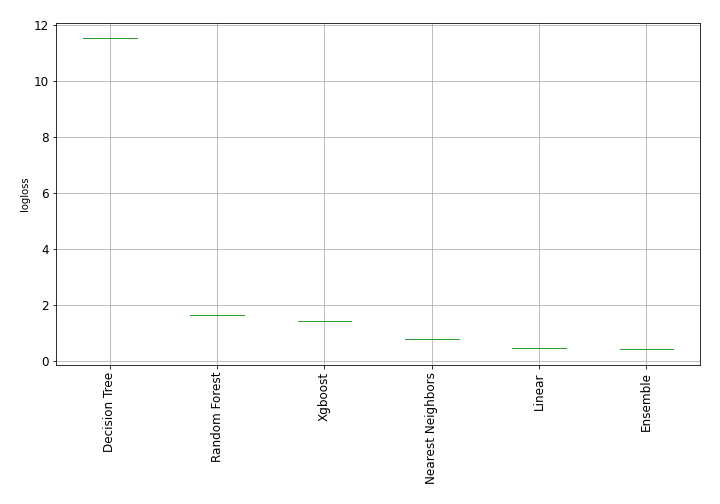 12
10
8
6
4
2
0
logloss
Decision Tree
Random Forest
Xgboost
Nearest Neighbors
Linear
Ensemble